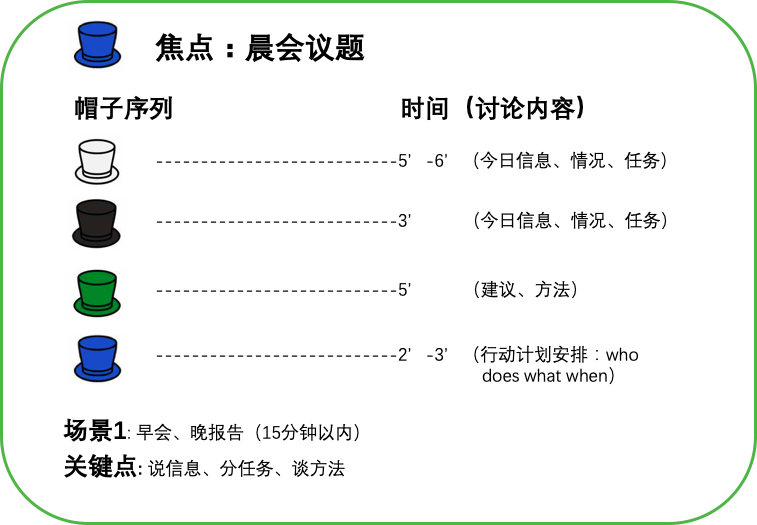 焦点：晨会议题
帽子序列 时间（讨论内容）
---------------------------5’ -6’ （今日信息、情况、任务）
---------------------------3’ （今日信息、情况、任务）
---------------------------5’ （建议、方法）
---------------------------2’ -3’ （行动计划安排：who
does what when）
场景1: 早会、晚报告（15分钟以内）
关键点: 说信息、分任务、谈方法